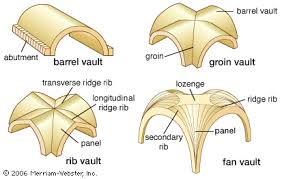 abutment
barrel vault
barrel vault
groin vault
transverse ridge rib
longitudinal
ridge rib
panel
rib vault
lozenge
ridge rib
secondary
rib
panel
fan vault
© 2006 Merriam-Webster, Inc.